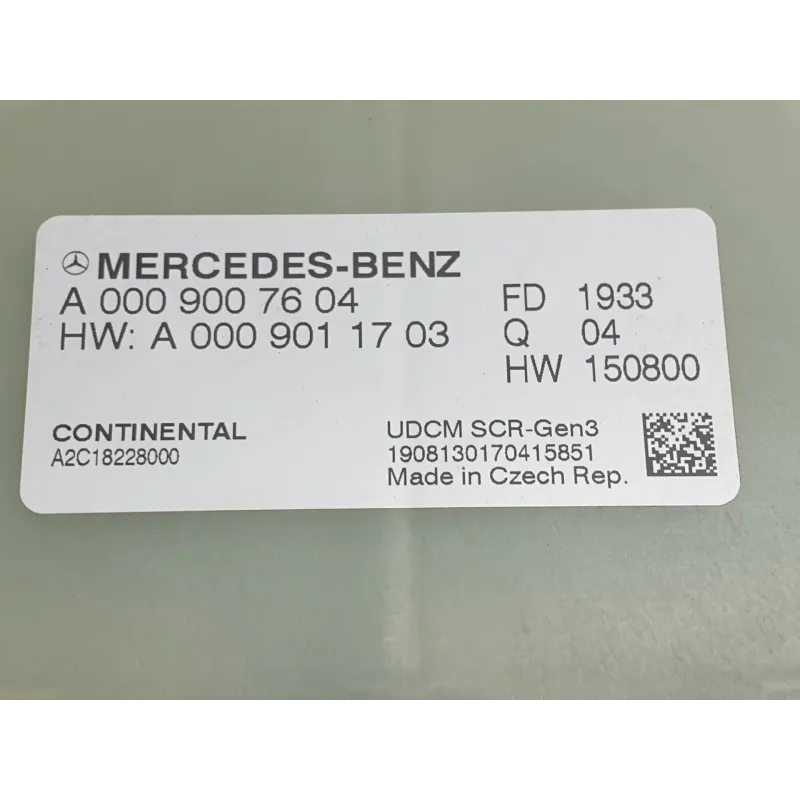 MERCEDES-BENZ
A 000 900 76 04 FD 1933
HW: A 000 901 17 03 Q 04
HW 150800
CONTINENTAL UDCM SCR-Gen3
A2C18228000 1908130170415851
Made in Czech Rep.